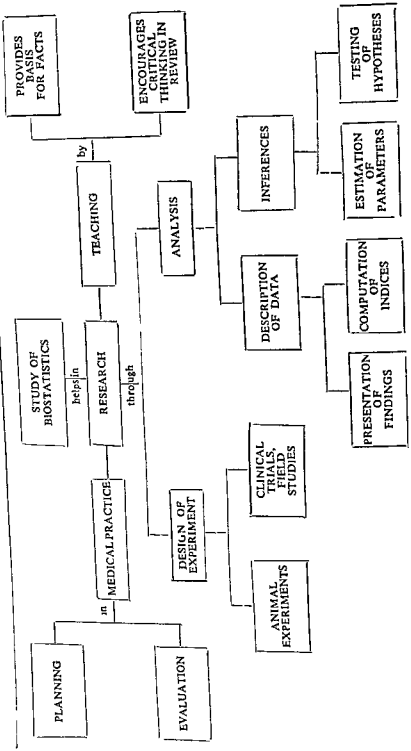 STUDY OF
BIOSTATISTICS
helps in
MEDICAL PRACTICE
RESEARCH
TEACHING
in
PLANNING
EVALUATION
by
PROVIDES
BASIS
FOR FACTS
ENCOURAGES
CRITICAL
THINKING IN
REVIEW
through
DESIGN OF
EXPERIMENT
ANALYSIS
ANIMAL
EXPERIMENTS
CLINICAL
TRIALS,
FIELD
STUDIES
DESCRIPTION
OF DATA
INFERENCES
PRESENTATION
OF
FINDINGS
COMPUTATION
OF
INDICES
ESTIMATION
OF
PARAMETERS
TESTING
OF
HYPOTHESES